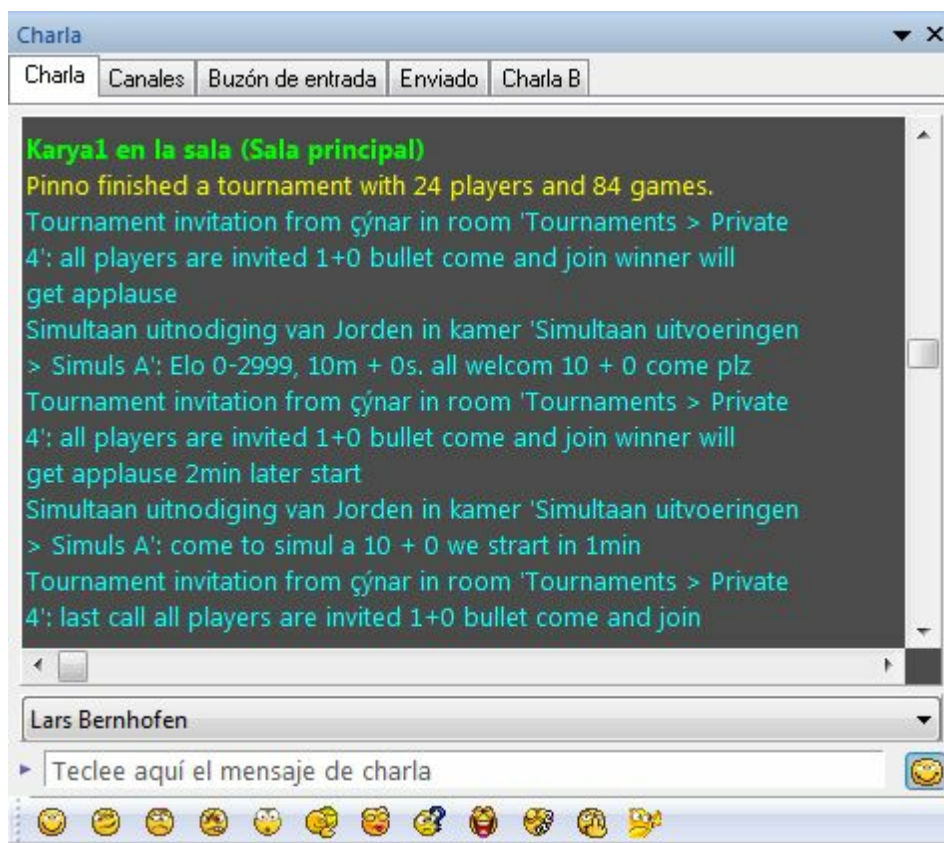 Charla
Charla Canales Buzón de entrada Enviado Charla B
Karya1 en la sala (Sala principal)
Pinno finished a tournament with 24 players and 84 games.
Tournament invitation from çýnar in room 'Tournaments > Private
4': all players are invited 1+0 bullet come and join winner will
get applause
Simultaan uitnodiging van Jorden in kamer 'Simultaan uitvoeringen
> Simuls A': Elo 0-2999, 10m + 0s. all welcom 10 + 0 come plz
Tournament invitation from çýnar in room 'Tournaments > Private
4': all players are invited 1+0 bullet come and join winner will
get applause 2min later start
Simultaan uitnodiging van Jorden in kamer 'Simultaan uitvoeringen
> Simuls A': come to simul a 10 + 0 we strart in 1min
Tournament invitation from çýnar in room 'Tournaments > Private
4': last call all players are invited 1+0 bullet come and join
Lars Bernhofen
Teclee aquí el mensaje de charla